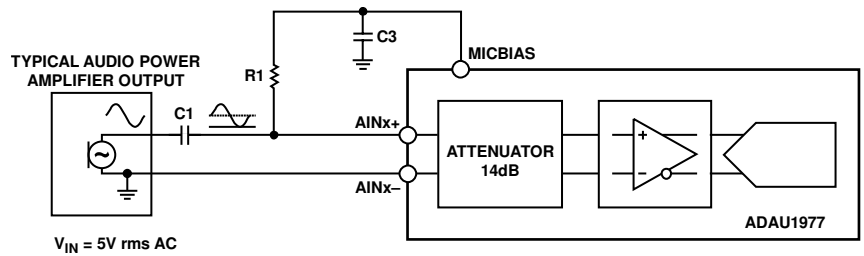 C3
MICBIAS
TYPICAL AUDIO POWER
AMPLIFIER OUTPUT
R1
C1
AINx+
ATTENUATOR
14dB
+
−
~
AINx−
ADAU1977
V_IN = 5V rms AC